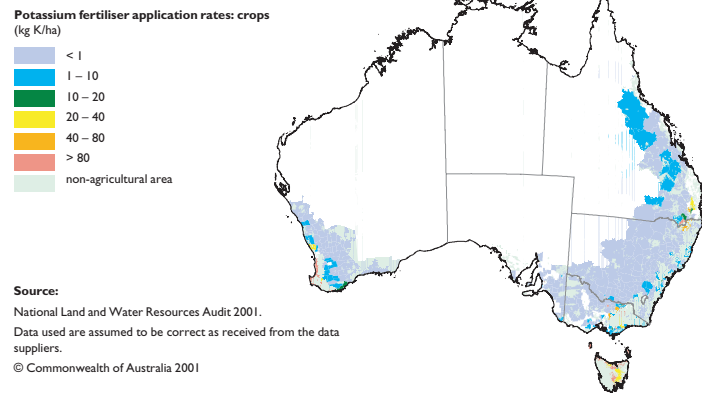 Potassium fertiliser application rates: crops
(kg K/ha)
< 1
1 – 10
10 – 20
20 – 40
40 – 80
> 80
non-agricultural area
Source:
National Land and Water Resources Audit 2001.
Data used are assumed to be correct as received from the data
suppliers.
© Commonwealth of Australia 2001